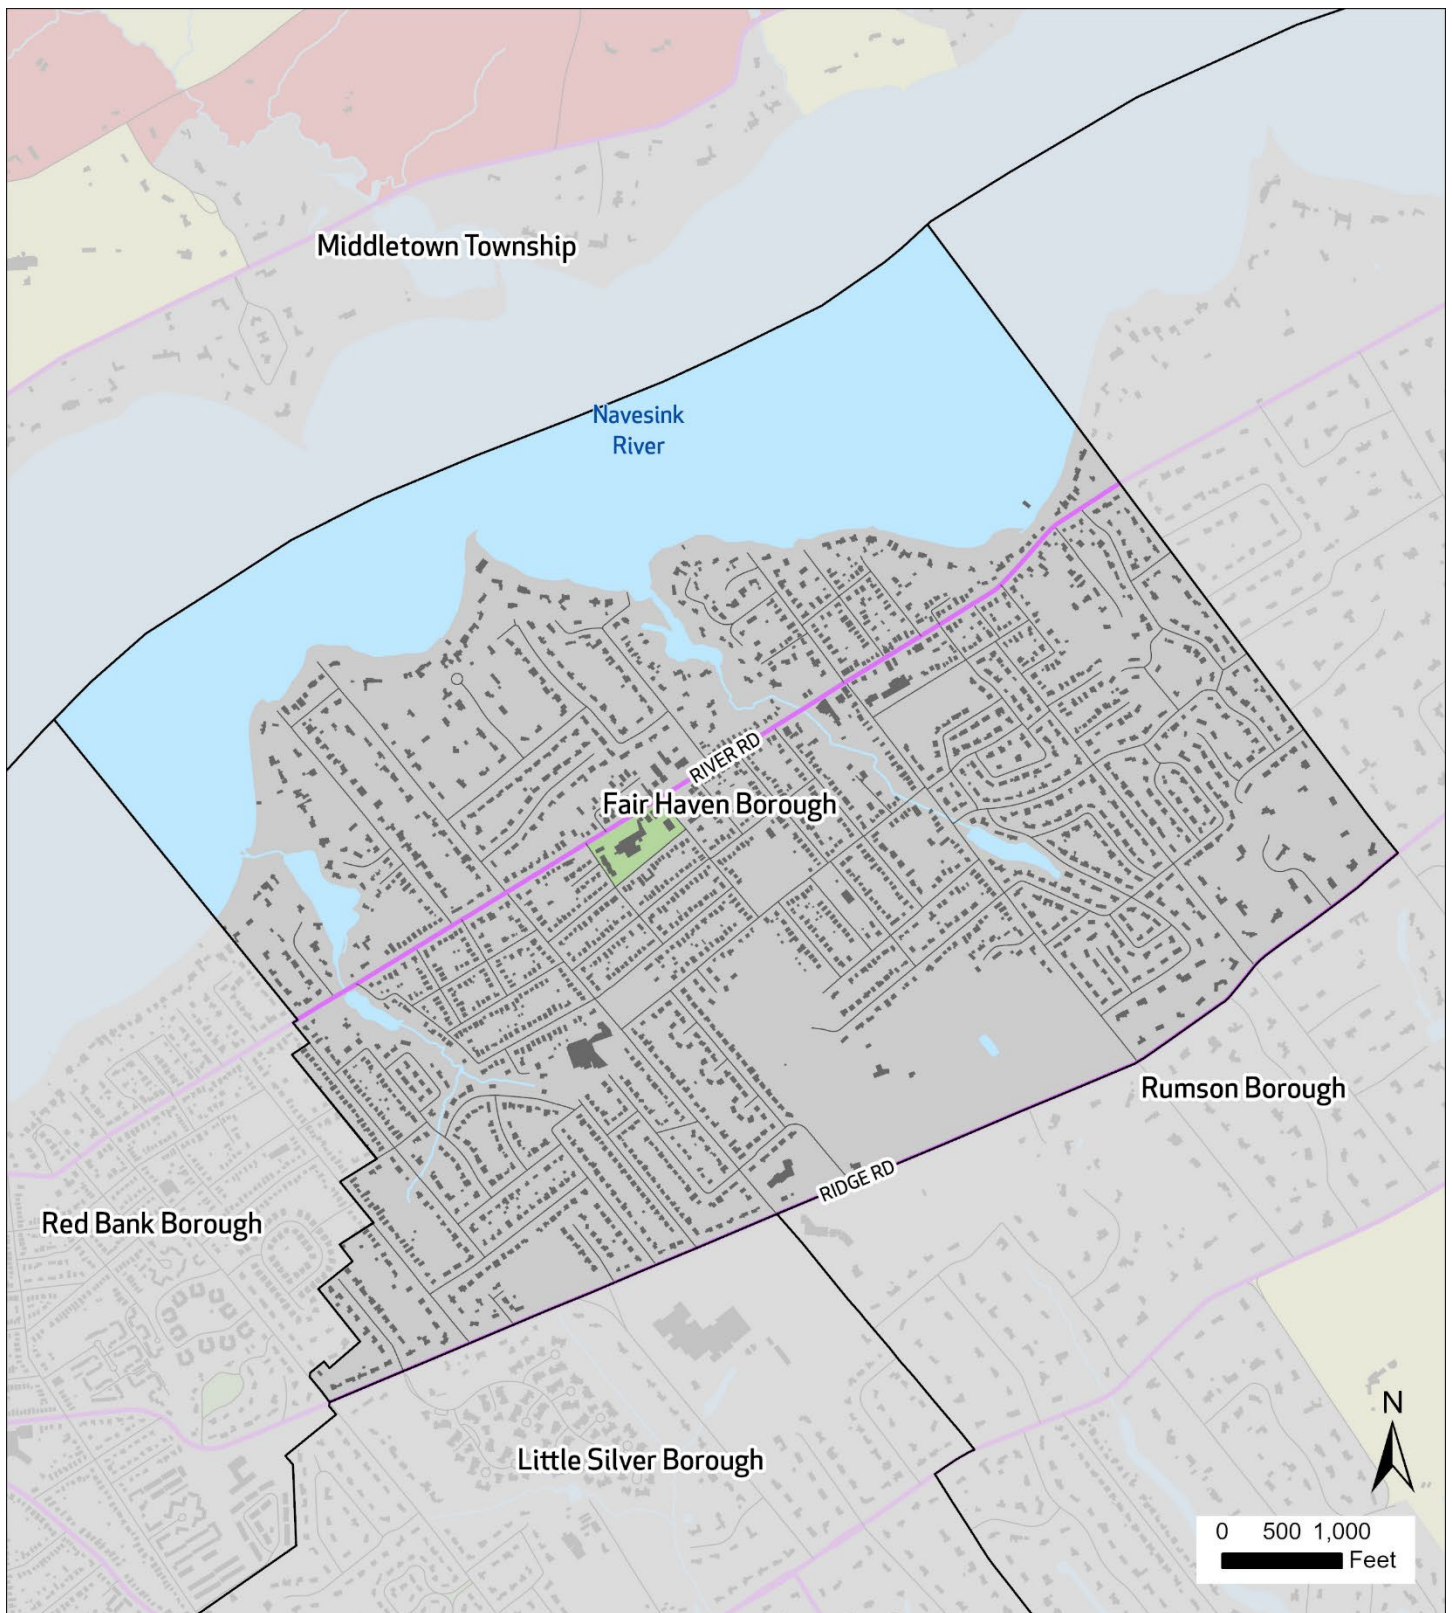 Middletown Township
Navesink
River
RIVER RD
Fair Haven Borough
Rumson Borough
RIDGE RD
Red Bank Borough
Little Silver Borough
N
0 500 1,000
Feet